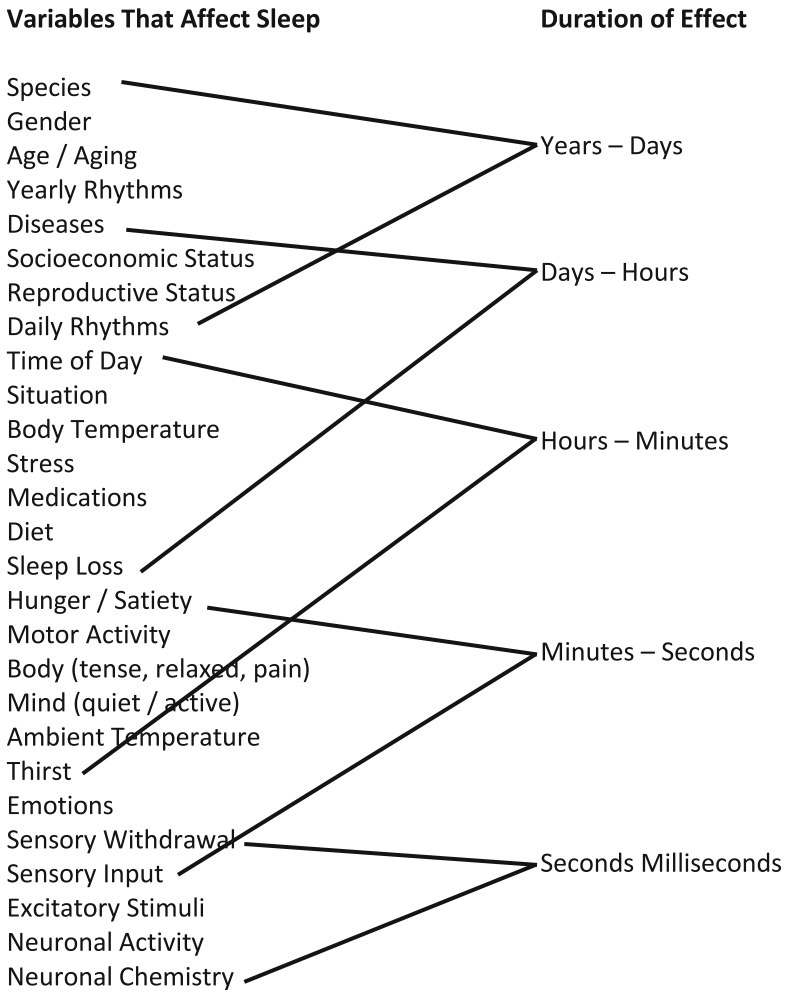 Variables That Affect Sleep
Duration of Effect
Species
Gender
Age / Aging
Yearly Rhythms
Diseases
Socioeconomic Status
Reproductive Status
Daily Rhythms
Time of Day
Situation
Body Temperature
Stress
Medications
Diet
Sleep Loss
Hunger / Satiety
Motor Activity
Body (tense, relaxed, pain)
Mind (quiet / active)
Ambient Temperature
Thirst
Emotions
Sensory Withdrawal
Sensory Input
Excitatory Stimuli
Neuronal Activity
Neuronal Chemistry
Years – Days
Days – Hours
Hours – Minutes
Minutes – Seconds
Seconds Milliseconds